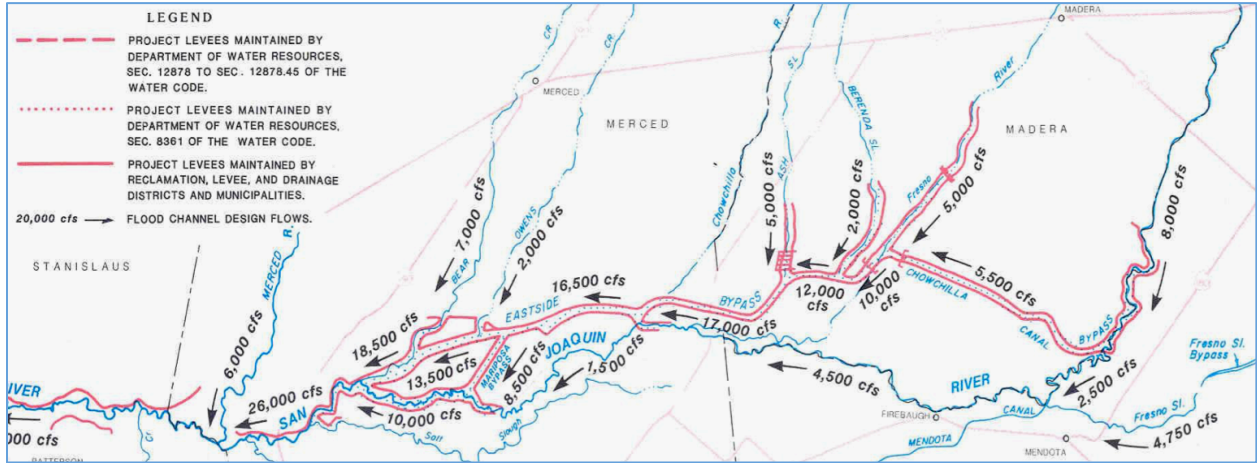 LEGEND
PROJECT LEVEES MAINTAINED BY
DEPARTMENT OF WATER RESOURCES,
SEC. 12878 TO SEC. 12878.45 OF THE
WATER CODE.
PROJECT LEVEES MAINTAINED BY
DEPARTMENT OF WATER RESOURCES,
SEC. 8361 OF THE WATER CODE.
PROJECT LEVEES MAINTAINED BY
RECLAMATION, LEVEE, AND DRAINAGE
DISTRICTS AND MUNICIPALITIES.
20,000 cfs
FLOOD CHANNEL DESIGN FLOWS.
STANISLAUS
MERCED R.
6,000 cfs
CR.
7,000 cfs
BEAR
CR.
OWENS
2,000 cfs
MERCED
MERCED
Chowchilla
R.
ASH
SL
5,000 cfs
BERENDA SL.
2,000 cfs
MADERA
River
Fresno
5,000 cfs
MADERA
8,000 cfs
5,500 cfs
CHOWCHILLA
CANAL
BYPASS
10,000
cfs
12,000
cfs
EASTSIDE
BYPASS
16,500 cfs
17,000 cfs
18,500 cfs
13,500 cfs
MARIPOSA
BYPASS
8,500 cfs
26,000 cfs
10,000
SAN
JOAQUIN
RIVER
1,500 cfs
4,500 cfs
2,500 cfs
Fresno Sl.
Bypass
Fresno Sl.
4,750 cfs
FIREBAUGH
MENDOTA
CANAL
MENDOTA
Salt
Slough
IVER
000 cfs
PATTERSON